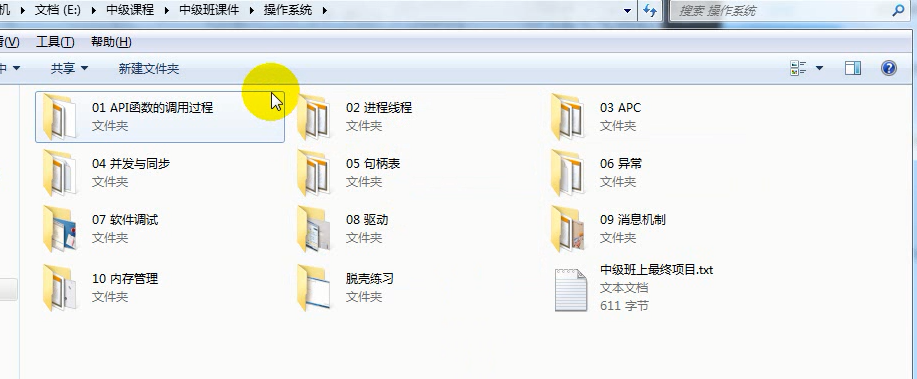 机 ▸ 文档 (E:) ▸ 中级课程 ▸ 中级班课件 ▸ 操作系统 ▸
搜索 操作系统
(V) 工具(T) 帮助(H)
中 共享 新建文件夹
01 API函数的调用过程
文件夹
02 进程线程
文件夹
03 APC
文件夹
04 并发与同步
文件夹
05 句柄表
文件夹
06 异常
文件夹
07 软件调试
文件夹
08 驱动
文件夹
09 消息机制
文件夹
10 内存管理
文件夹
脱壳练习
文件夹
中级班上最终项目.txt
文本文档
611 字节